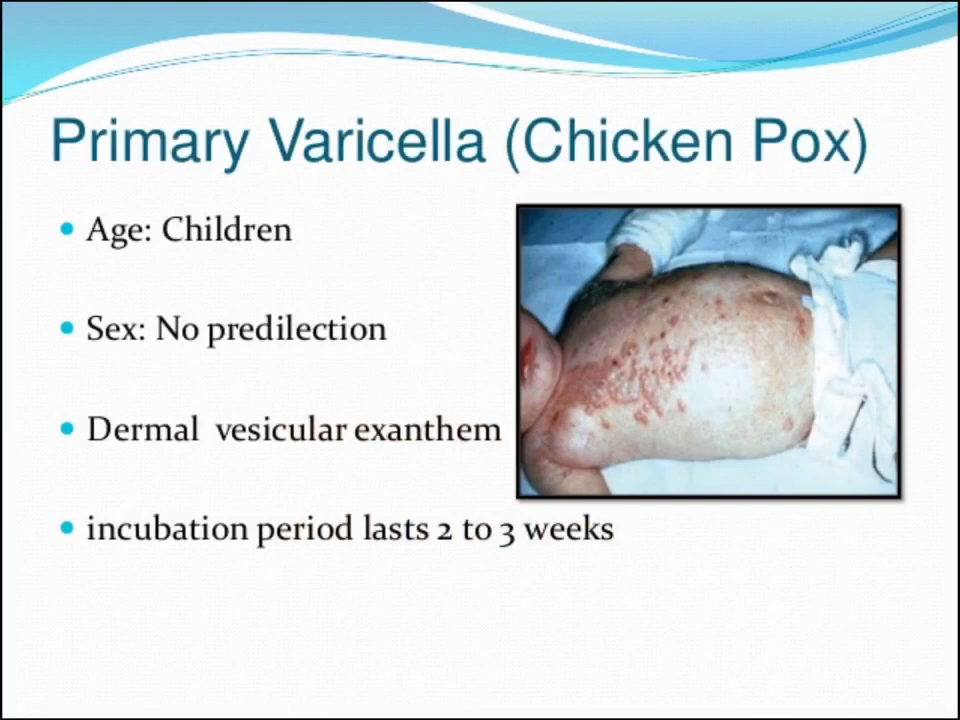 Primary Varicella (Chicken Pox)
Age: Children
Sex: No predilection
Dermal vesicular exanthem
incubation period lasts 2 to 3 weeks